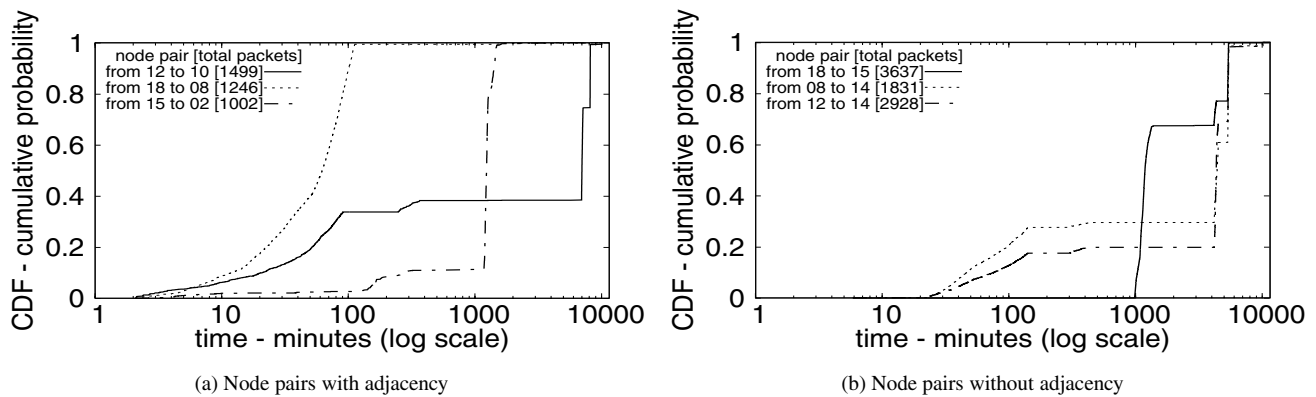 CDF - cumulative probability
1
0.8
0.6
0.4
0.2
0
node pair [total packets]
from 12 to 10 [1499]
from 18 to 08 [1246]
from 15 to 02 [1002]
1 10 100 1000 10000
time - minutes (log scale)
(a) Node pairs with adjacency
CDF - cumulative probability
1
0.8
0.6
0.4
0.2
0
node pair [total packets]
from 18 to 15 [3637]
from 08 to 14 [1831]
from 12 to 14 [2928]
1 10 100 1000 10000
time - minutes (log scale)
(b) Node pairs without adjacency